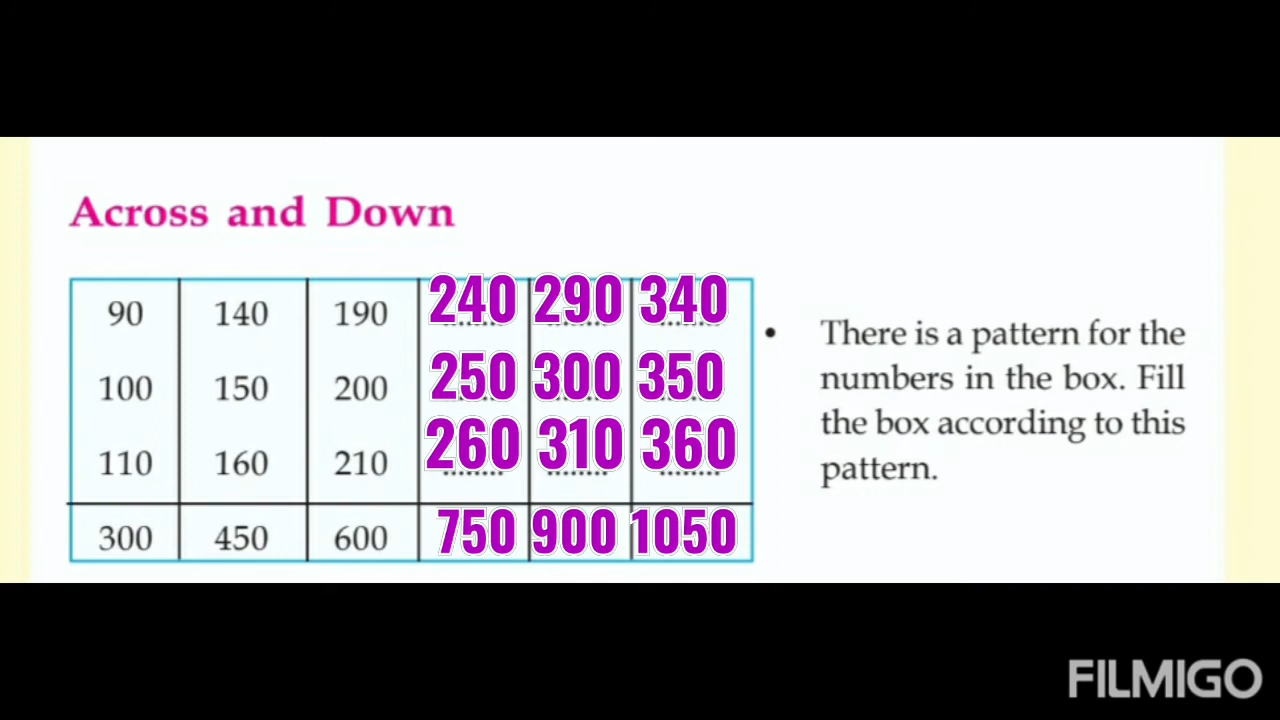 Across and Down
90 140 190 240 290 340
100 150 200 250 300 350
110 160 210 260 310 360
300 450 600 750 900 1050
• There is a pattern for the
numbers in the box. Fill
the box according to this
pattern.
FILMIGO